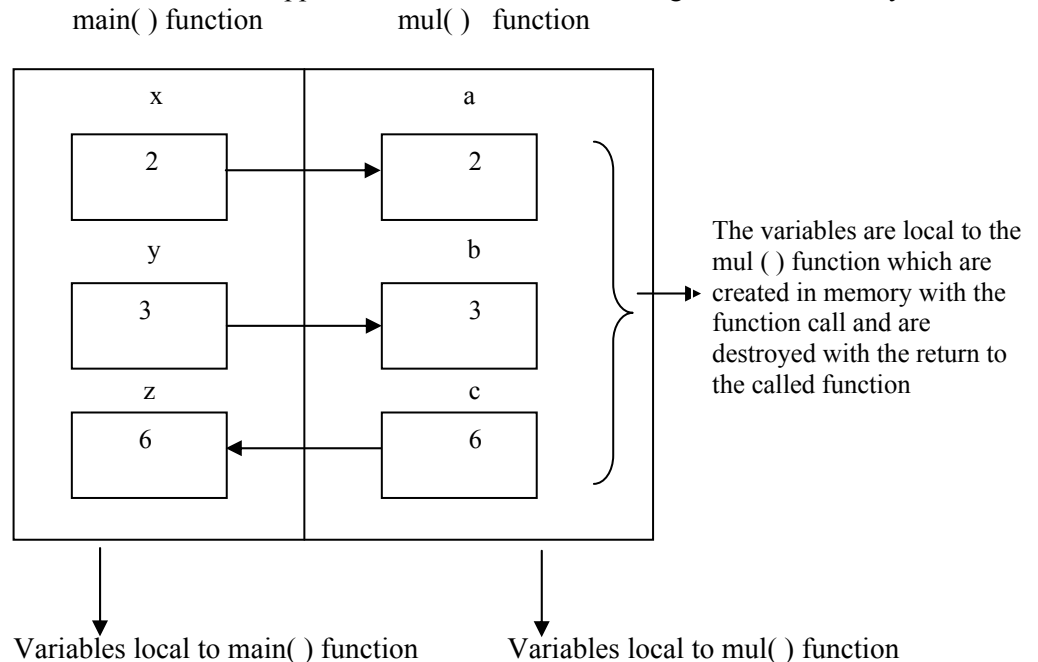 main( ) function mul( ) function
x a
2 2
y b
3 3
z c
6 6
The variables are local to the
mul ( ) function which are
created in memory with the
function call and are
destroyed with the return to
the called function
Variables local to main( ) function Variables local to mul( ) function